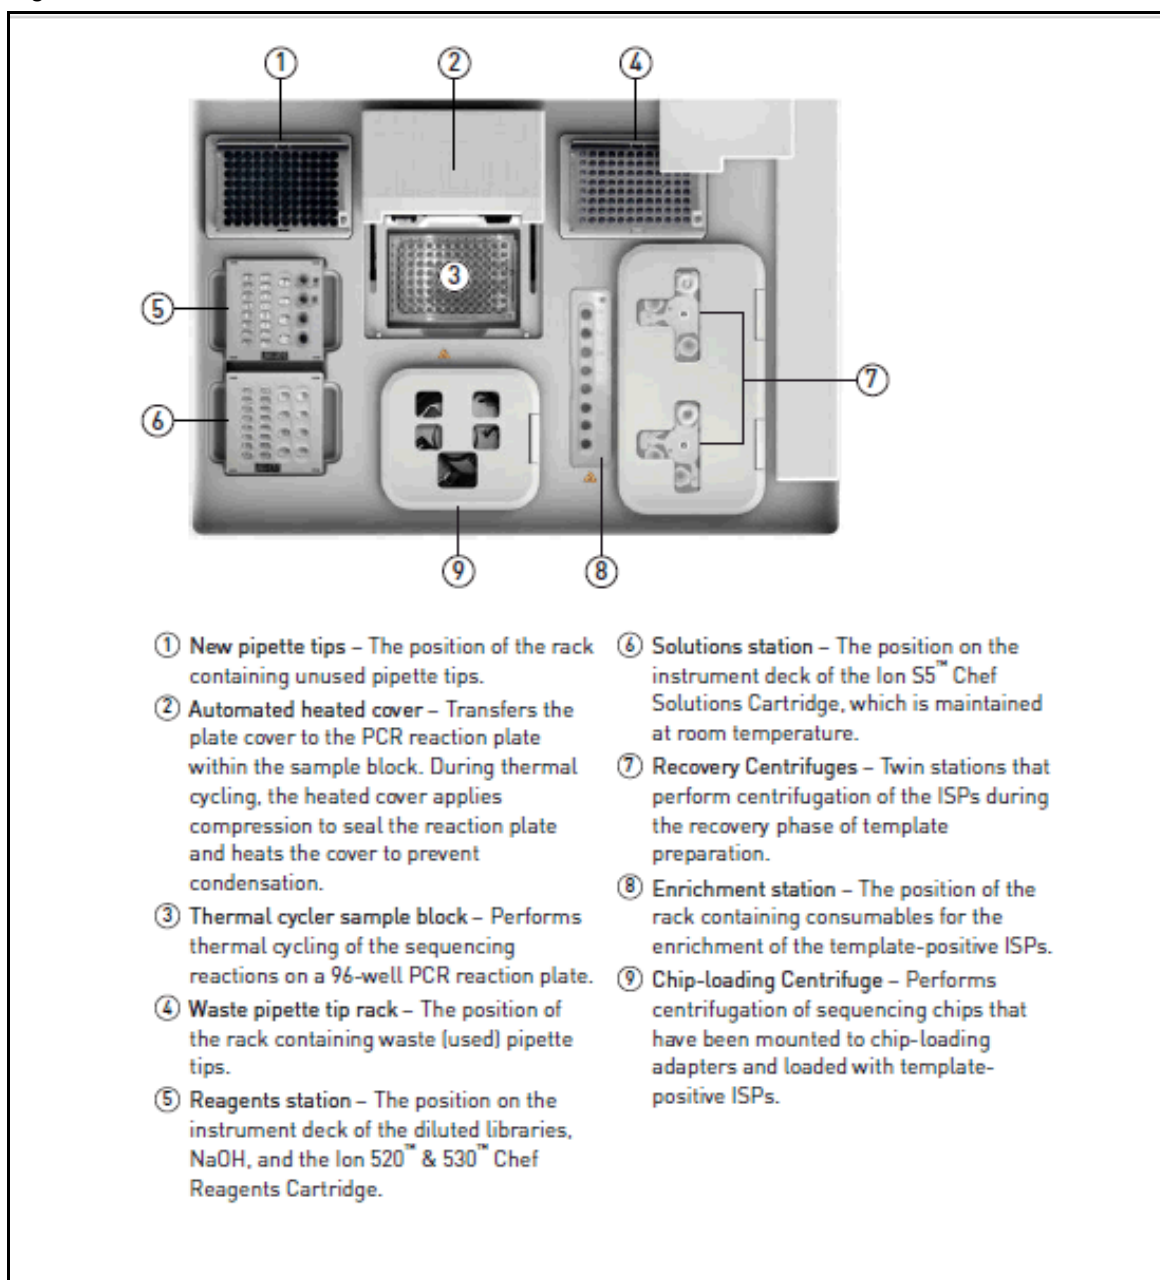 ①
②
④
③
⑤
⑦
⑥
⑨
⑧
① New pipette tips – The position of the rack
containing unused pipette tips.
② Automated heated cover – Transfers the
plate cover to the PCR reaction plate
within the sample block. During thermal
cycling, the heated cover applies
compression to seal the reaction plate
and heats the cover to prevent
condensation.
③ Thermal cycler sample block – Performs
thermal cycling of the sequencing
reactions on a 96-well PCR reaction plate.
④ Waste pipette tip rack – The position of
the rack containing waste (used) pipette
tips.
⑤ Reagents station – The position on the
instrument deck of the diluted libraries,
NaOH, and the Ion 520™ & 530™ Chef
Reagents Cartridge.
⑥ Solutions station – The position on the
instrument deck of the Ion S5™ Chef
Solutions Cartridge, which is maintained
at room temperature.
⑦ Recovery Centrifuges – Twin stations that
perform centrifugation of the ISPs during
the recovery phase of template
preparation.
⑧ Enrichment station – The position of the
rack containing consumables for the
enrichment of the template-positive ISPs.
⑨ Chip-loading Centrifuge – Performs
centrifugation of sequencing chips that
have been mounted to chip-loading
adapters and loaded with template-
positive ISPs.